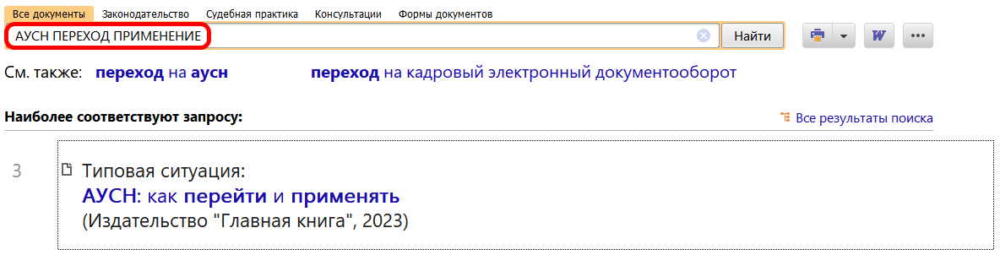 Все документы Законодательство Судебная практика Консультации Формы документов
АУСН ПЕРЕХОД ПРИМЕНЕНИЕ Найти W
См. также: переход на аусн переход на кадровый электронный документооборот
Наиболее соответствуют запросу: Все результаты поиска
3 Типовая ситуация:
АУСН: как перейти и применять
(Издательство "Главная книга", 2023)